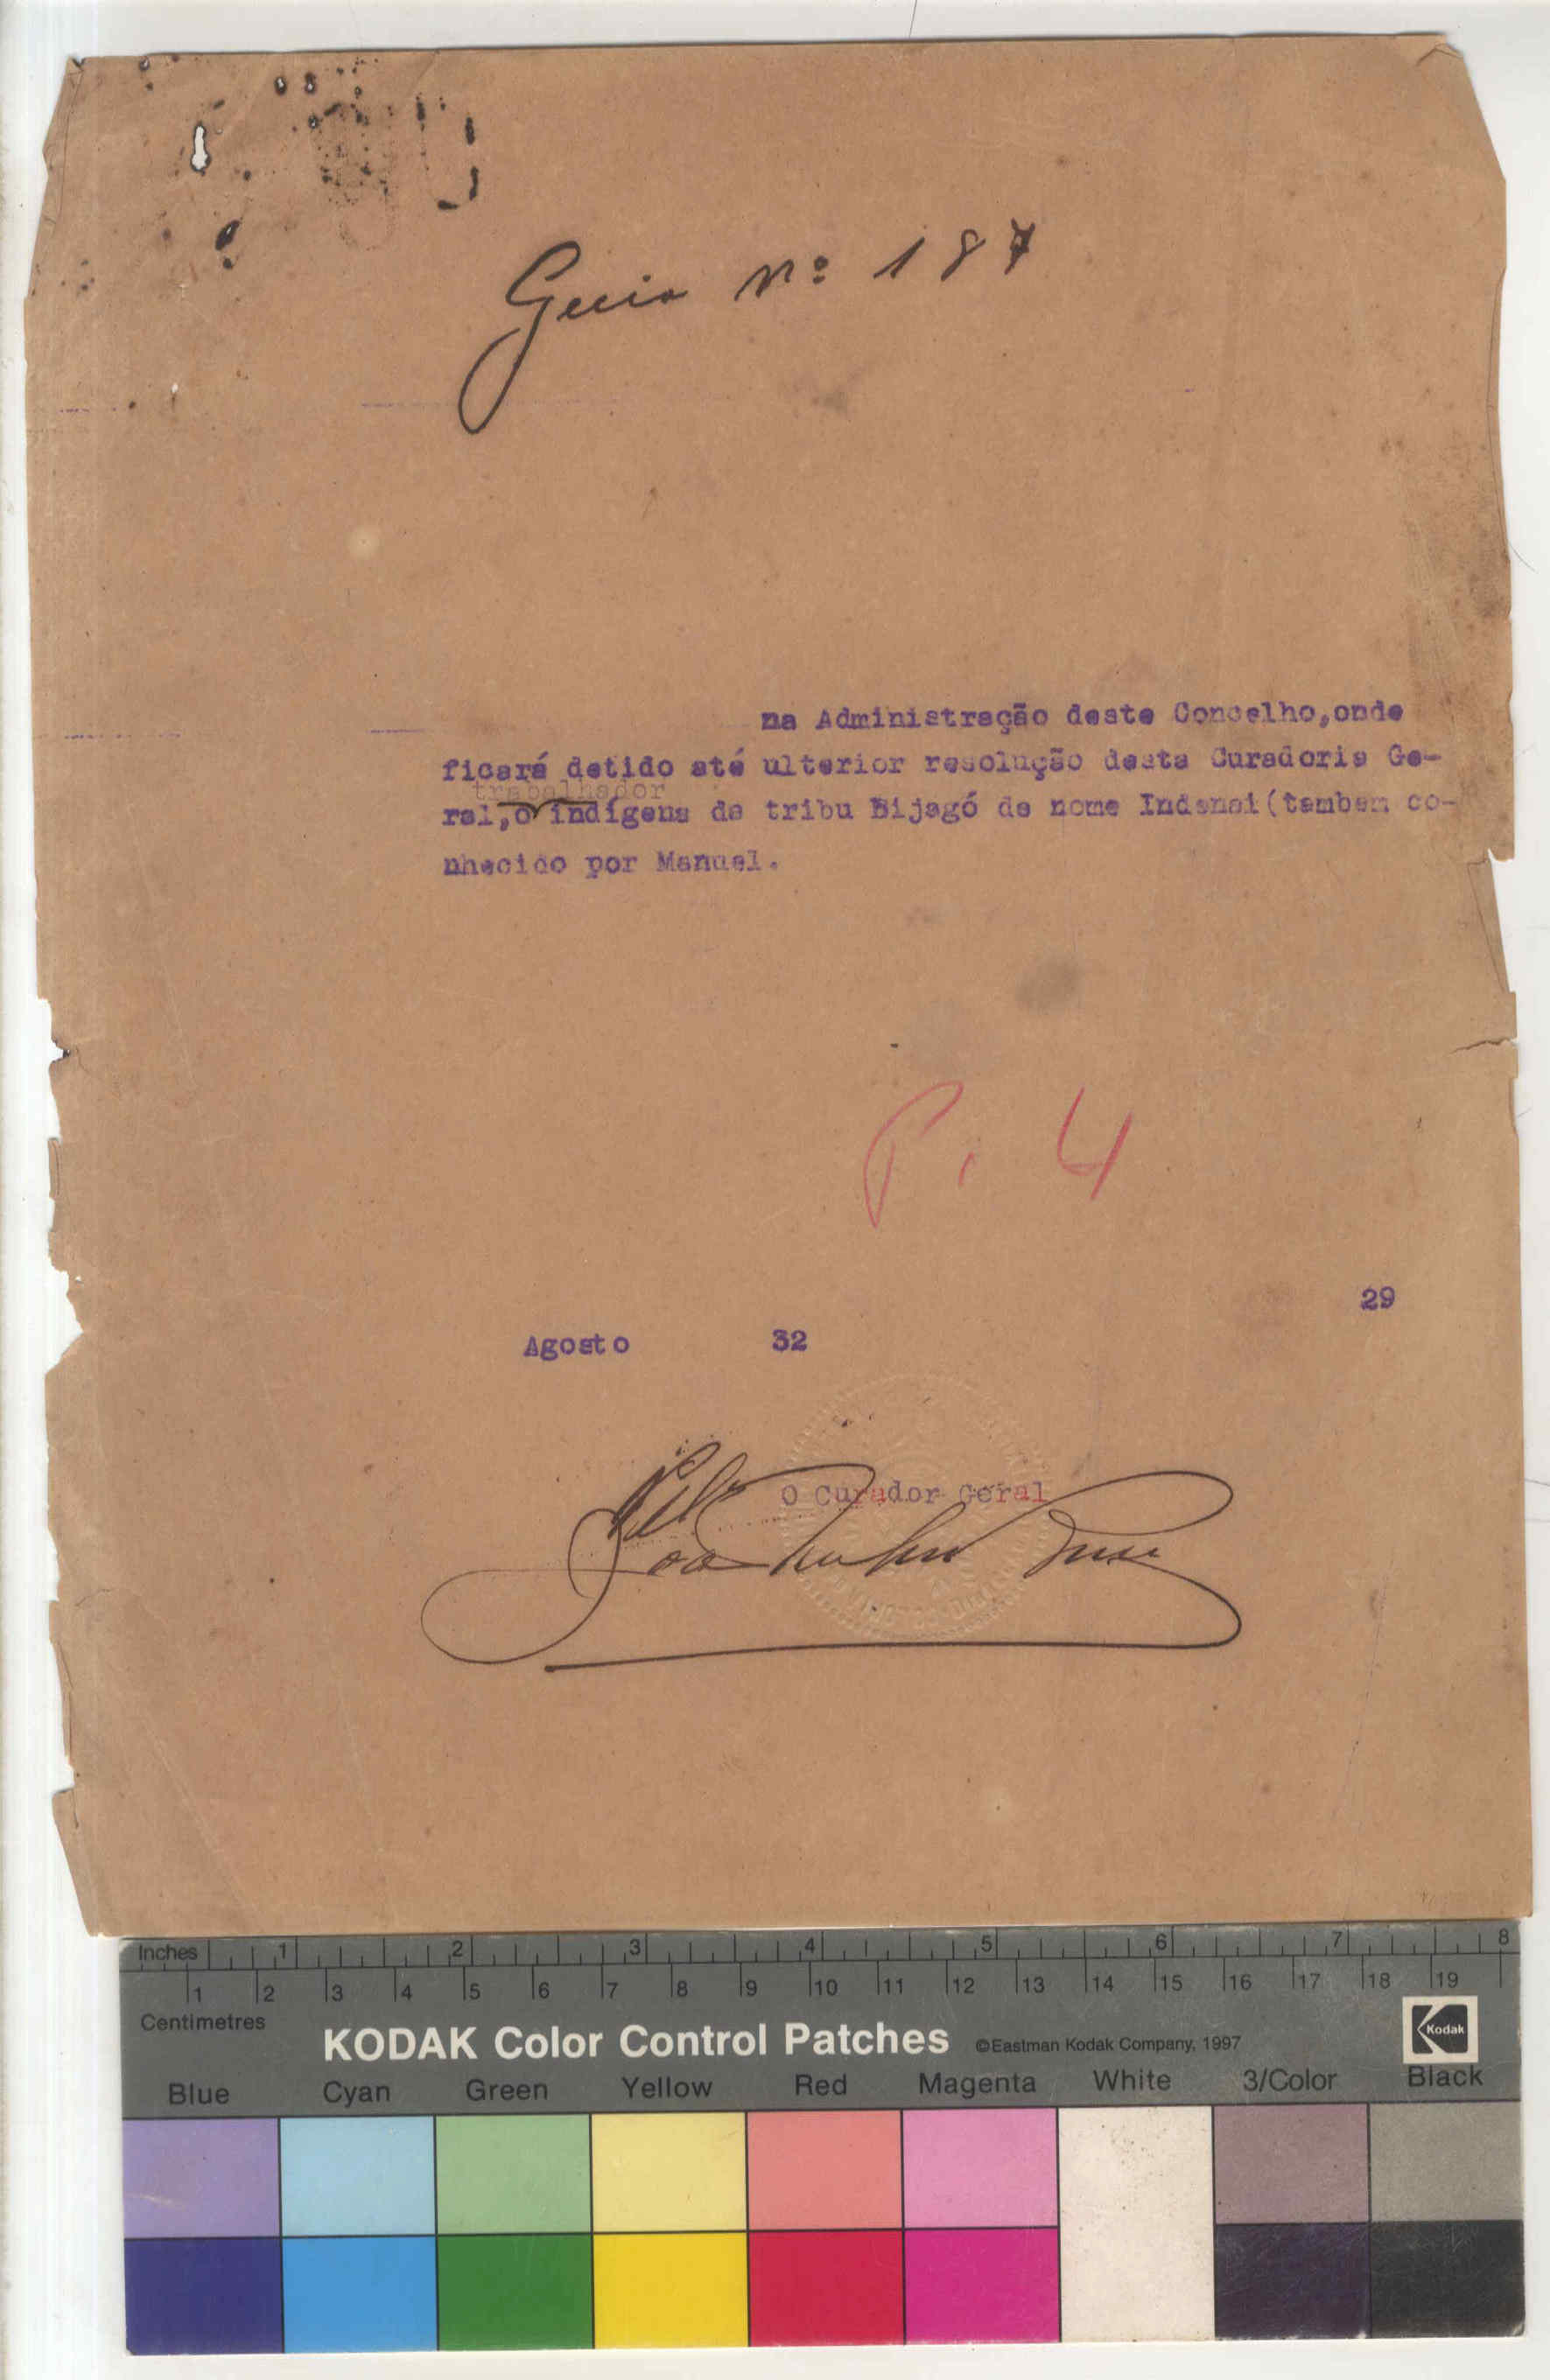 Guia nº 187
na Administração deste Concelho,onde
ficará detido até ulterior resolução desta Curadoria Ge-
trabalhador
ral,o indígena da tribu Bijagó de nome Indenai(tambem co-
nhecido por Manuel.
P. 4
29
Agosto 32
Pelo
O Curador Geral
Inches 1 2 3 4 5 6 7 8
1 2 3 4 5 6 7 8 9 10 11 12 13 14 15 16 17 18 19
Centimetres
KODAK Color Control Patches ©Eastman Kodak Company, 1997 Kodak
Blue Cyan Green Yellow Red Magenta White 3/Color Black